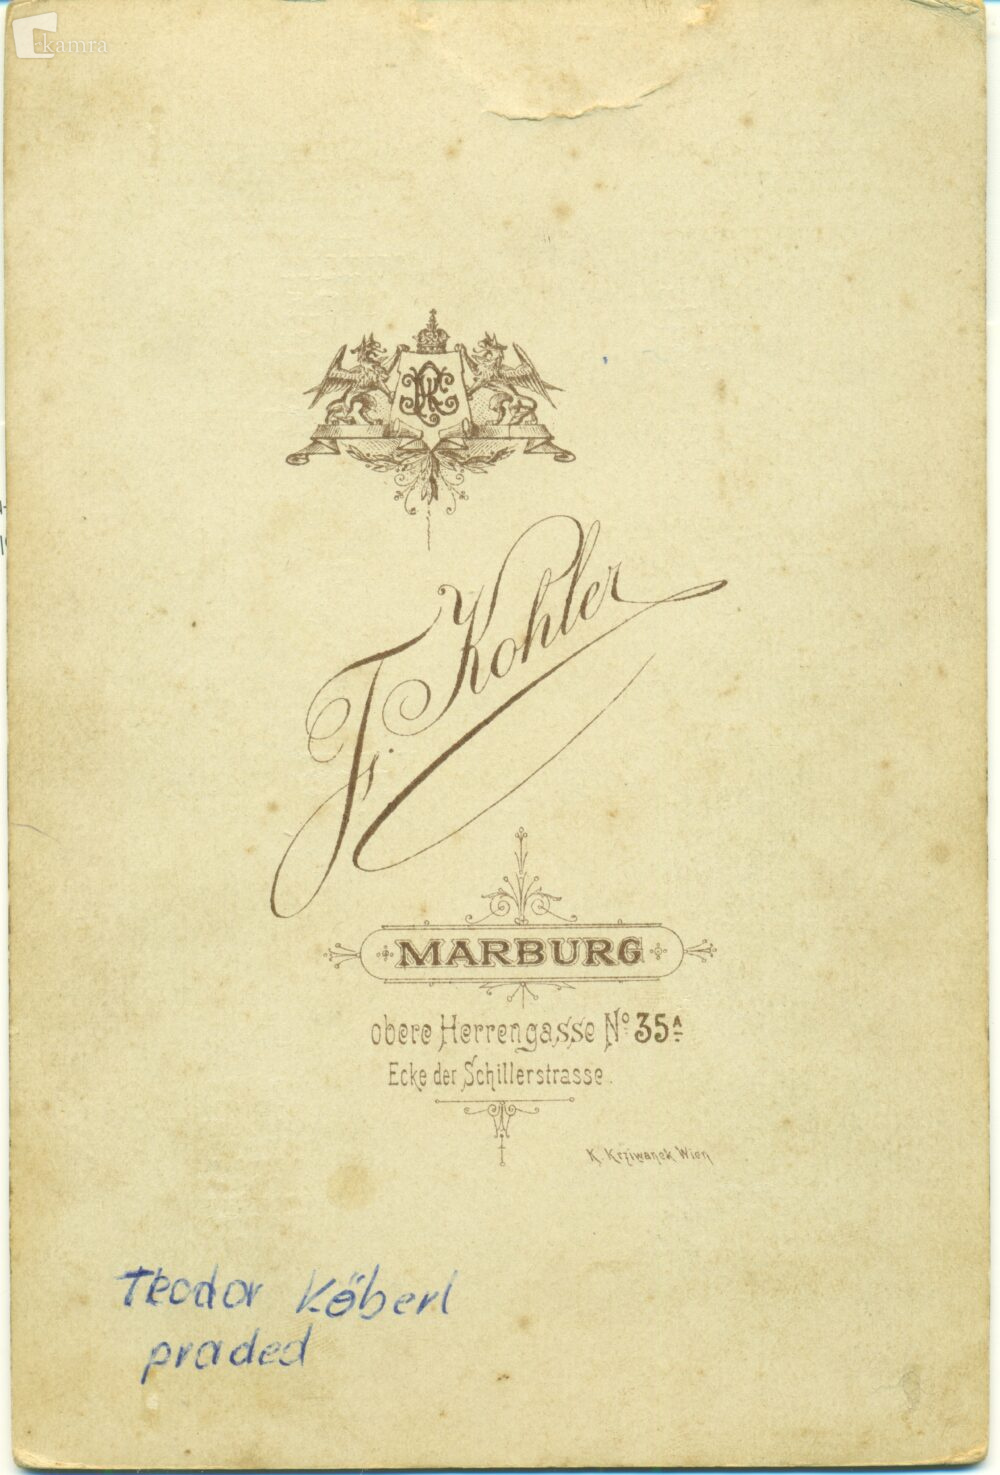 kamra
F. Kohler
MARBURG
obere Herrengasse No 35A
Ecke der Schillerstrasse.
K. Krziwanek Wien
Teodor Köberl
praded